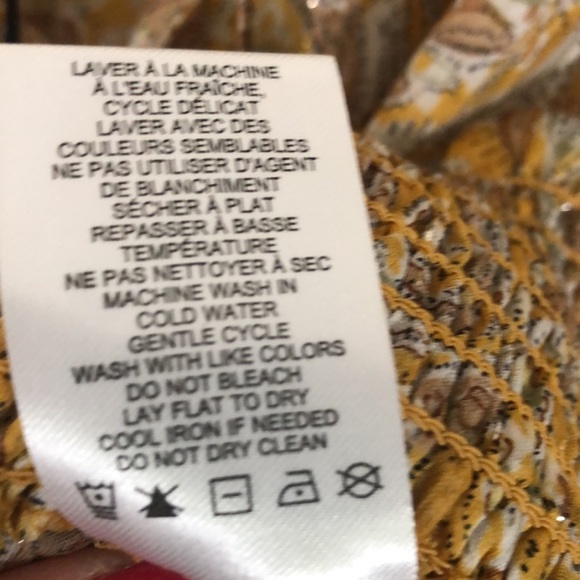 LAVER À LA MACHINE
À L'EAU FRAÎCHE,
CYCLE DÉLICAT
LAVER AVEC DES
COULEURS SEMBLABLES
NE PAS UTILISER D'AGENT
DE BLANCHIMENT
SÉCHER À PLAT
REPASSER À BASSE
TEMPÉRATURE
NE PAS NETTOYER À SEC
MACHINE WASH IN
COLD WATER
GENTLE CYCLE
WASH WITH LIKE COLORS
DO NOT BLEACH
LAY FLAT TO DRY
COOL IRON IF NEEDED
DO NOT DRY CLEAN